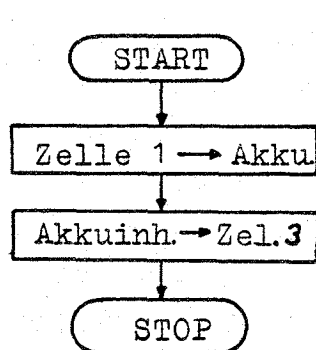 START
Zelle 1 → Akku.
Akkuinh. → Zel.3
STOP